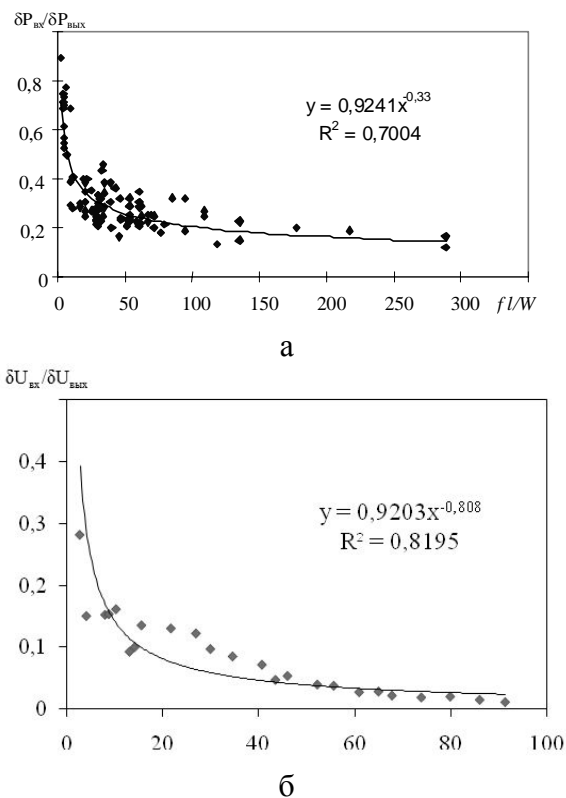 δPвх/δPвых
0,8
y = 0,9241x^-0,33
0,6
R² = 0,7004
0,4
0,2
0
0 50 100 150 200 250 300 f l/W
а
δUвх/δUвых
0,4
y = 0,9203x^-0,808
0,3
R² = 0,8195
0,2
0,1
0
0 20 40 60 80 100
б